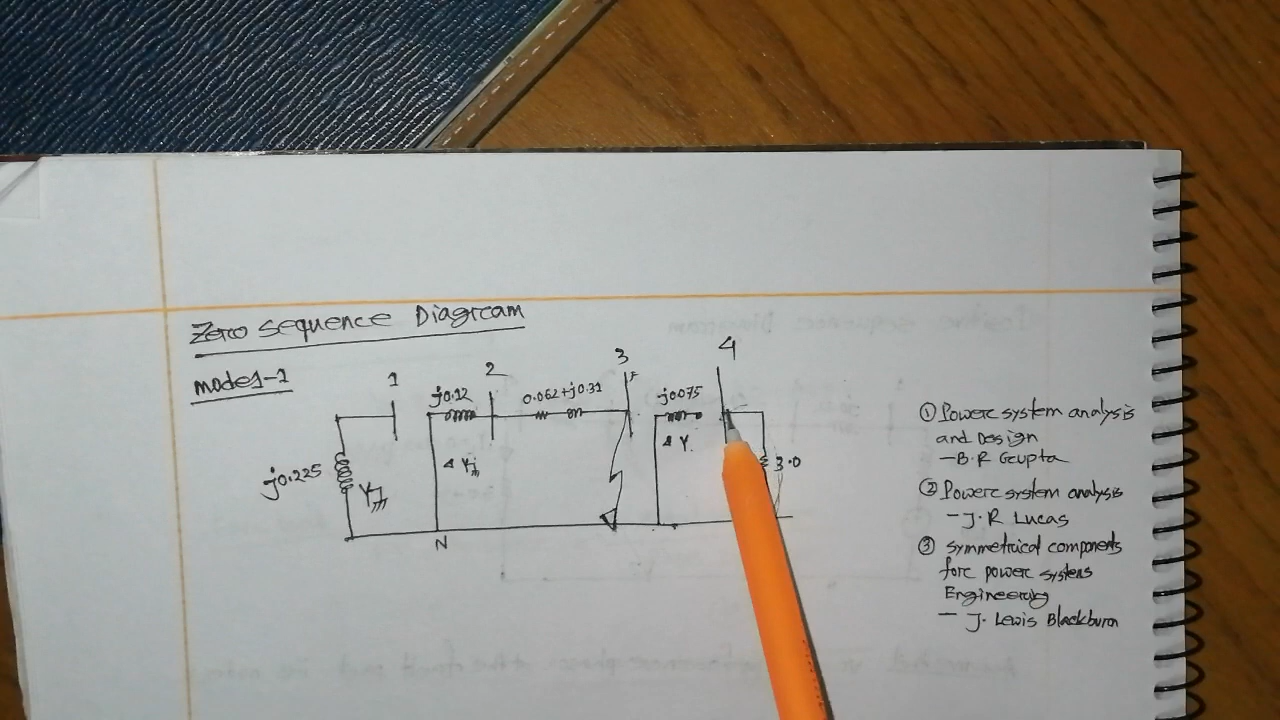 Zero sequence Diagram
model-1
1
2
3
F
4
j0.12
0.062+j0.31
j0075
j0.225
Y
Δ Y
Δ Y.
3.0
N
① Power system analysis
and Design
- B.R Gupta
② Power system analysis
- J.R Lucas
③ symmetrical components
for power systems
Engineering
- J. Lewis Blackburn